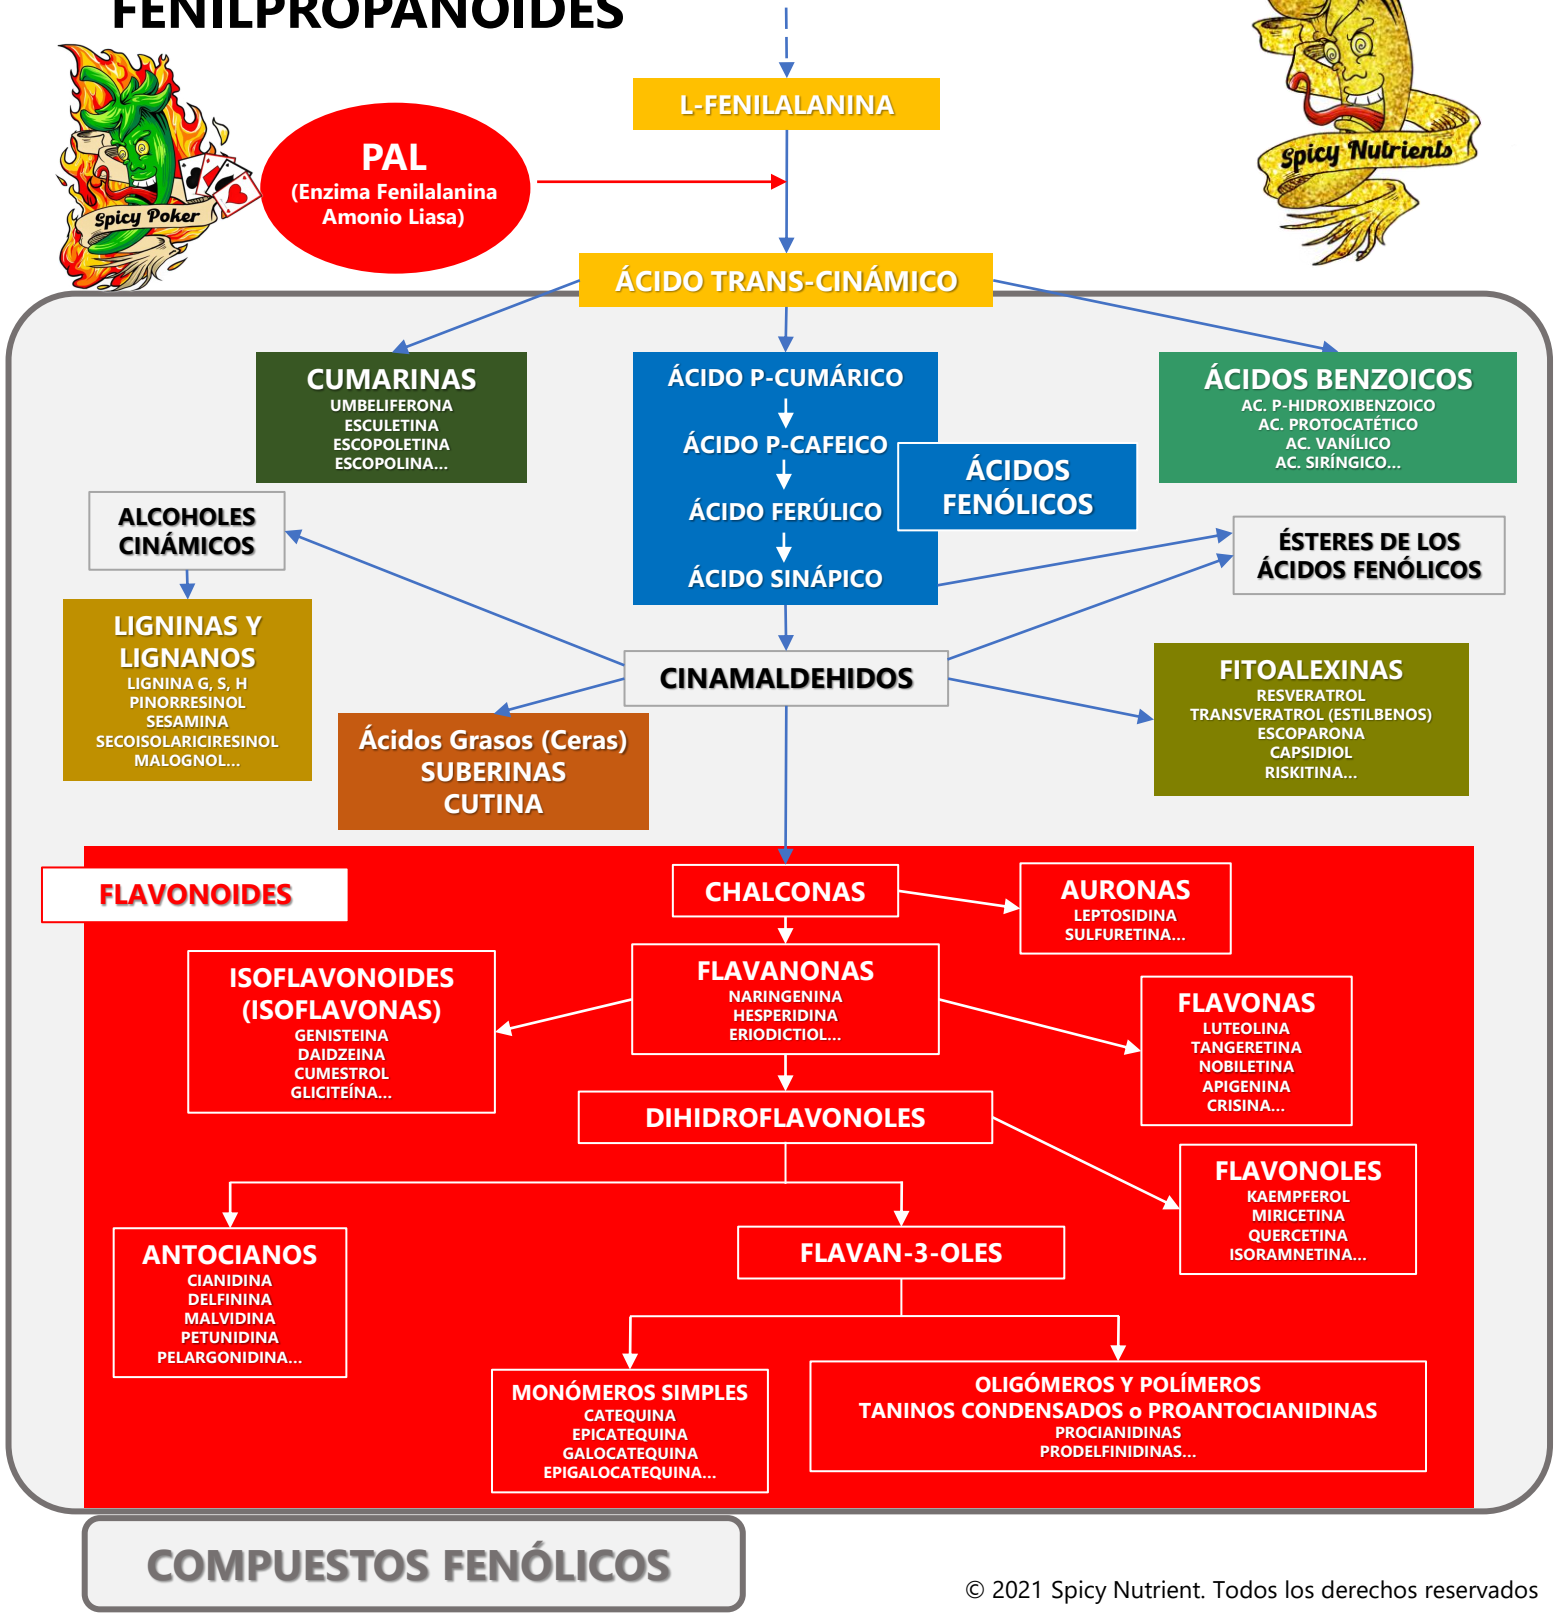 FENILPROPANOIDES
L-FENILALANINA
PAL
(Enzima Fenilalanina
Amonio Liasa)
Spicy Poker
Spicy Nutrients
ÁCIDO TRANS-CINÁMICO
CUMARINAS
UMBELIFERONA
ESCULETINA
ESCOPOLETINA
ESCOPOLINA...
ÁCIDO P-CUMÁRICO
ÁCIDO P-CAFEICO
ÁCIDO FERÚLICO
ÁCIDO SINÁPICO
ÁCIDOS
FENÓLICOS
ÁCIDOS BENZOICOS
AC. P-HIDROXIBENZOICO
AC. PROTOCATÉTICO
AC. VANÍLICO
AC. SIRÍNGICO...
ALCOHOLES
CINÁMICOS
ÉSTERES DE LOS
ÁCIDOS FENÓLICOS
LIGNINAS Y
LIGNANOS
LIGNINA G, S, H
PINORRESINOL
SESAMINA
SECOISOLARICIRESINOL
MALOGNOL...
CINAMALDEHIDOS
Ácidos Grasos (Ceras)
SUBERINAS
CUTINA
FITOALEXINAS
RESVERATROL
TRANSVERATROL (ESTILBENOS)
ESCOPARONA
CAPSIDIOL
RISKITINA...
FLAVONOIDES
CHALCONAS
AURONAS
LEPTOSIDINA
SULFURETINA...
ISOFLAVONOIDES
(ISOFLAVONAS)
GENISTEINA
DAIDZEINA
CUMESTROL
GLICITEÍNA...
FLAVANONAS
NARINGENINA
HESPERIDINA
ERIODICTIOL...
FLAVONAS
LUTEOLINA
TANGERETINA
NOBILETINA
APIGENINA
CRISINA...
DIHIDROFLAVONOLES
FLAVONOLES
KAEMPFEROL
MIRICETINA
QUERCETINA
ISORAMNETINA...
ANTOCIANOS
CIANIDINA
DELFININA
MALVIDINA
PETUNIDINA
PELARGONIDINA...
FLAVAN-3-OLES
MONÓMEROS SIMPLES
CATEQUINA
EPICATEQUINA
GALOCATEQUINA
EPIGALOCATEQUINA...
OLIGÓMEROS Y POLÍMEROS
TANINOS CONDENSADOS o PROANTOCIANIDINAS
PROCIANIDINAS
PRODELFINIDINAS...
COMPUESTOS FENÓLICOS
© 2021 Spicy Nutrient. Todos los derechos reservados